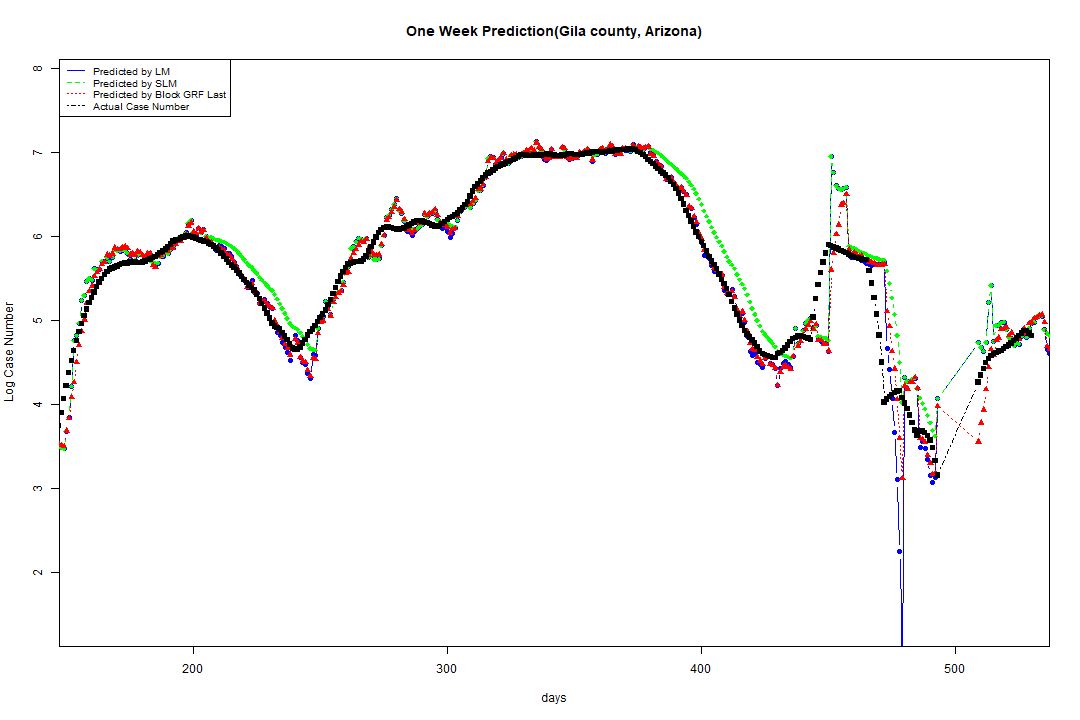 One Week Prediction(Gila county, Arizona)
Predicted by LM
Predicted by SLM
Predicted by Block GRF Last
Actual Case Number
8
7
6
5
4
3
2
Log Case Number
200 300 400 500
days